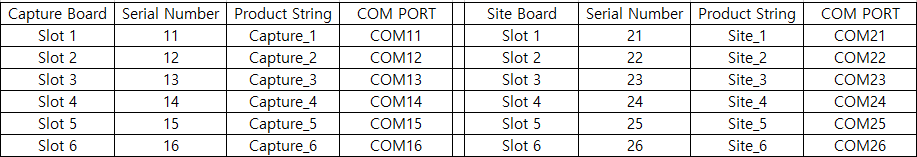 Capture Board Serial Number Product String COM PORT Site Board Serial Number Product String COM PORT
Slot 1 11 Capture_1 COM11 Slot 1 21 Site_1 COM21
Slot 2 12 Capture_2 COM12 Slot 2 22 Site_2 COM22
Slot 3 13 Capture_3 COM13 Slot 3 23 Site_3 COM23
Slot 4 14 Capture_4 COM14 Slot 4 24 Site_4 COM24
Slot 5 15 Capture_5 COM15 Slot 5 25 Site_5 COM25
Slot 6 16 Capture_6 COM16 Slot 6 26 Site_6 COM26